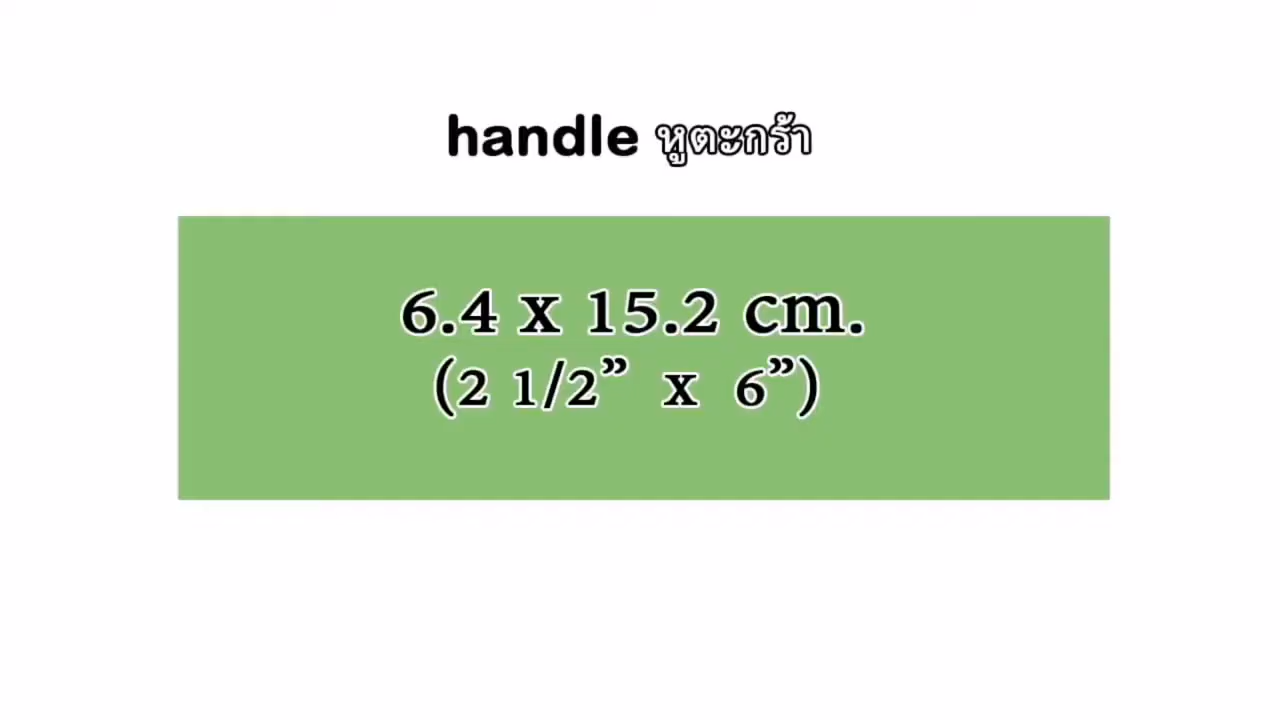 handle หูตะกร้า
6.4 x 15.2 cm.
(2 1/2” x 6”)